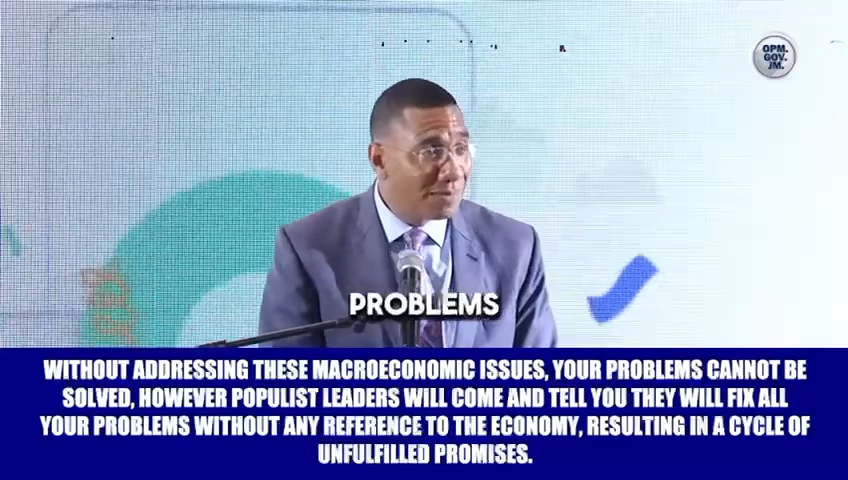 OPM.
GOV.
JM.
PROBLEMS
WITHOUT ADDRESSING THESE MACROECONOMIC ISSUES, YOUR PROBLEMS CANNOT BE
SOLVED, HOWEVER POPULIST LEADERS WILL COME AND TELL YOU THEY WILL FIX ALL
YOUR PROBLEMS WITHOUT ANY REFERENCE TO THE ECONOMY, RESULTING IN A CYCLE OF
UNFULFILLED PROMISES.